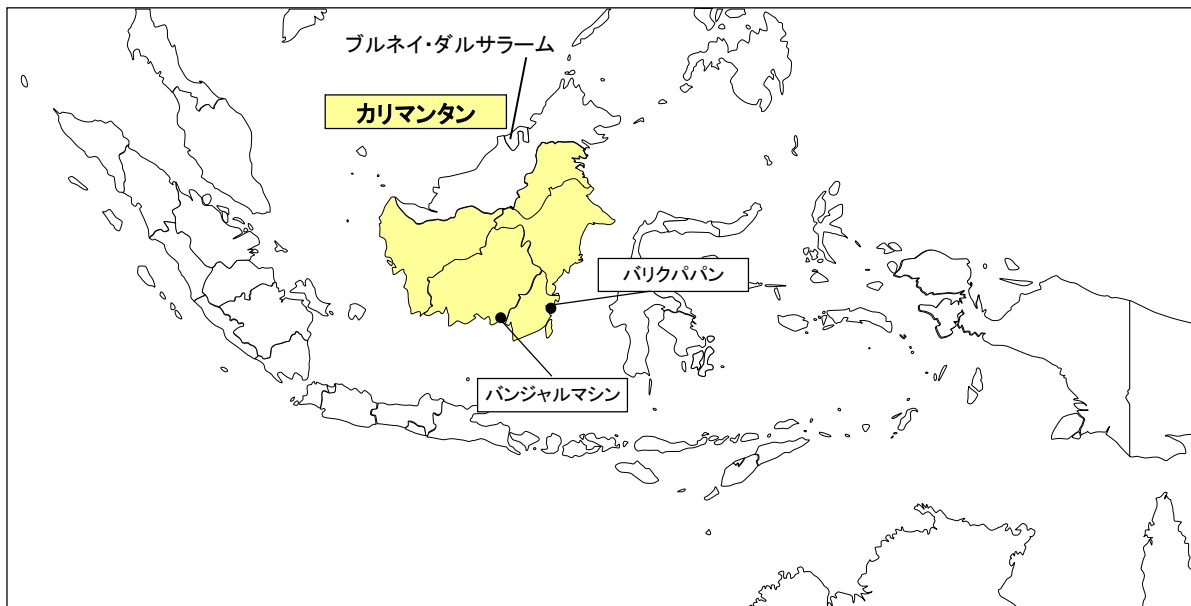 ブルネイ・ダルサラーム
カリマンタン
バリクパパン
バンジャルマシン